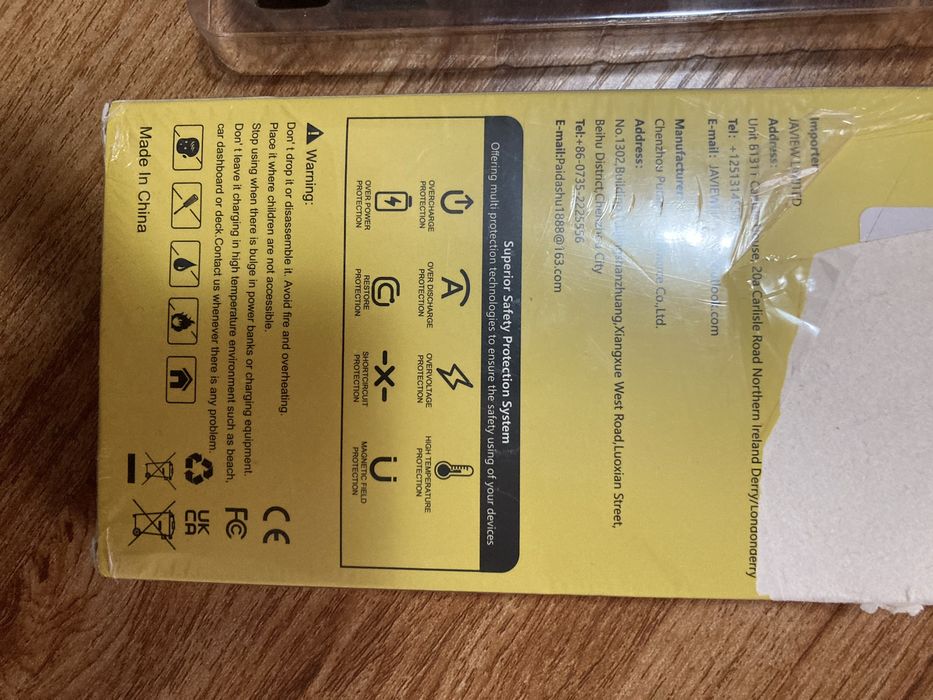 Importer
JAVIEW LIMITED
Address:
Unit 81311 House, 20a Carlisle Road Northern Ireland Derry/Londonderry
Tel:
E-mail:
Manufacturer
Chenzhou Co,Ltd.
Address:
No.1302,Building Xiangxue West Road,Luoxian Street,
Beihu District,Chenzhou City
Tel:+86-0735-2225556
E-mail:Paidashu1888@163.com
Superior Safety Protection System
Offering multi protection technologies to ensure the safety using of your devices
OVERCHARGE PROTECTION
OVER DISCHARGE PROTECTION
OVERVOLTAGE PROTECTION
HIGH TEMPERATURE PROTECTION
OVER POWER PROTECTION
RESTORE PROTECTION
SHORTCIRCUIT PROTECTION
MAGNETIC FIELD PROTECTION
Warning:
Don't drop it or disassemble it. Avoid fire and overheating.
Place it where children are not accessible.
Stop using when there is bulge in power banks or charging equipment.
Don't leave it charging in high temperature environment such as beach,
car dashboard or deck.Contact us whenever there is any problem.
CE
FC
UK
CA
Made In China